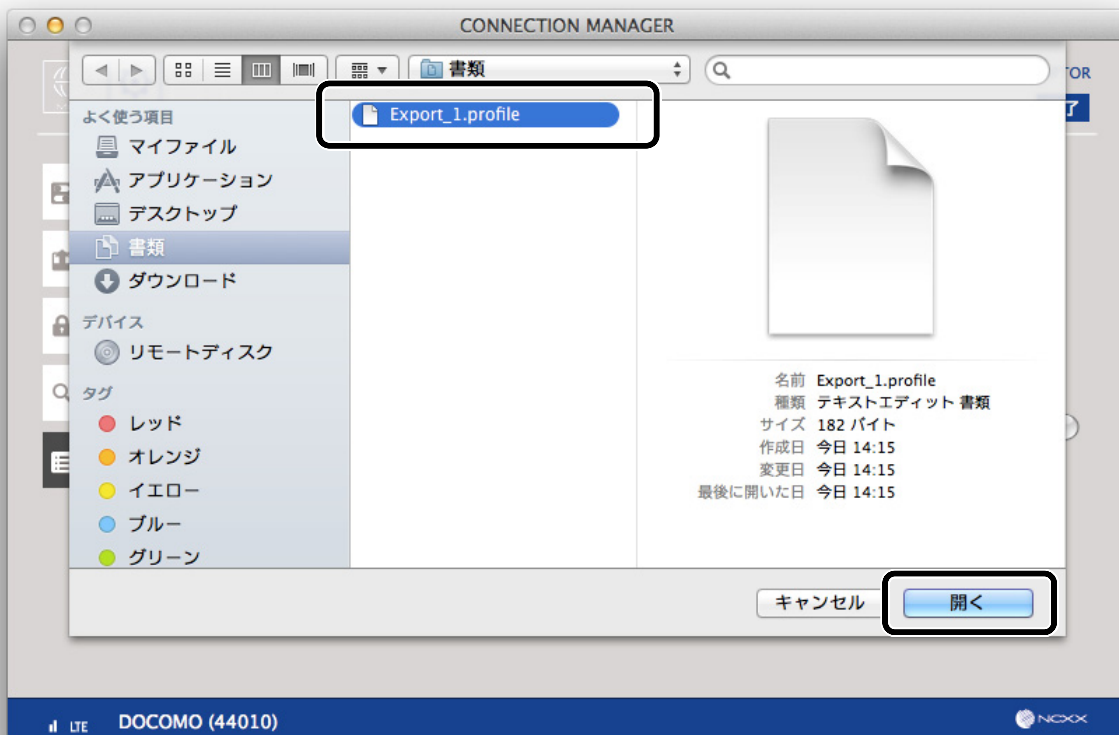 CONNECTION MANAGER
書類
TOR
了
よく使う項目
マイファイル
アプリケーション
デスクトップ
書類
ダウンロード
デバイス
リモートディスク
タグ
レッド
オレンジ
イエロー
ブルー
グリーン
Export_1.profile
名前 Export_1.profile
種類 テキストエディット 書類
サイズ 182 バイト
作成日 今日 14:15
変更日 今日 14:15
最後に開いた日 今日 14:15
キャンセル
開く
LTE DOCOMO (44010)
NCXX